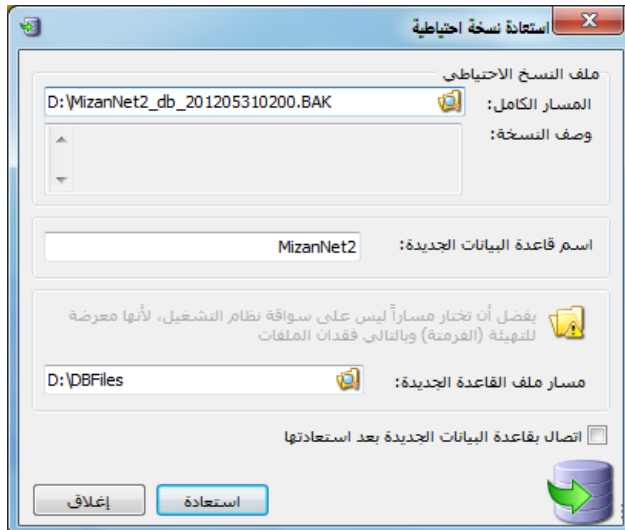 استعادة نسخة احتياطية
ملف النسخ الاحتياطي
المسار الكامل: D:\MizanNet2_db_201205310200.BAK
وصف النسخة:
اسم قاعدة البيانات الجديدة: MizanNet2
يفضل أن تختار مساراً ليس على سواقة نظام التشغيل، لأنها معرضة
للتهيئة (الفرمتة) وبالتالي فقدان الملفات
مسار ملف القاعدة الجديدة: D:\DBFiles
اتصال بقاعدة البيانات الجديدة بعد استعادتها
استعادة إغلاق